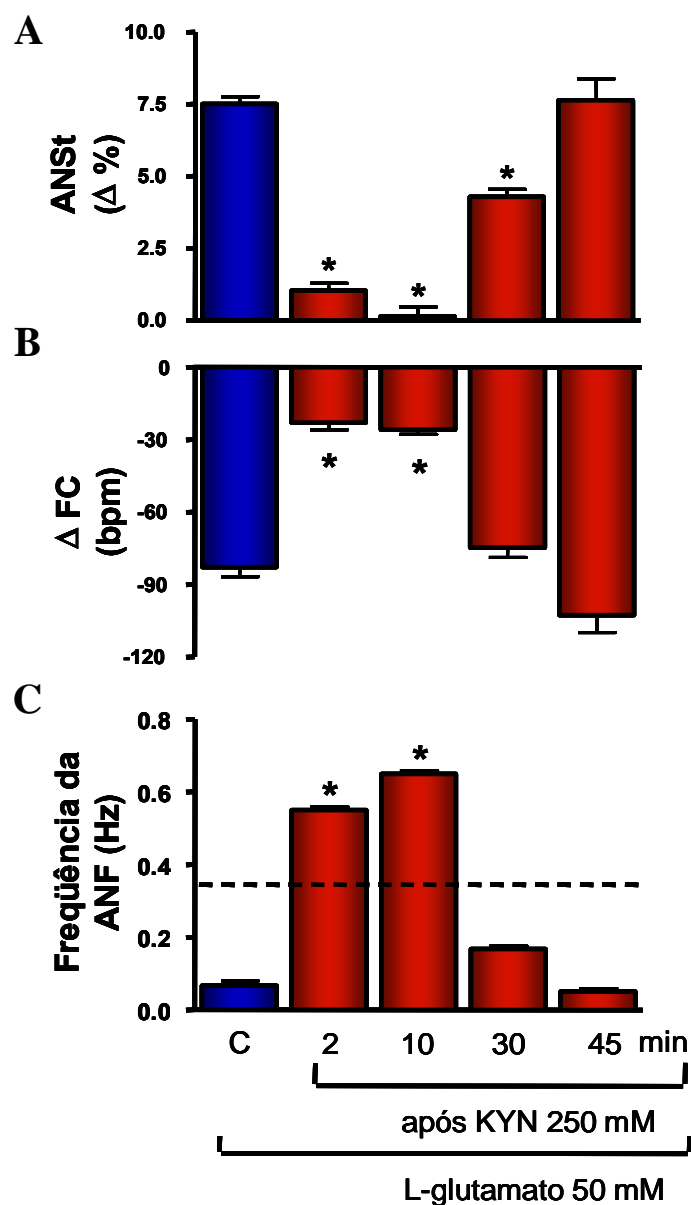 A
ANSt
(Δ %)
10.0
7.5
5.0
2.5
0.0
*
*
*
B
Δ FC
(bpm)
0
-30
-60
-90
-120
*
*
C
Freqüência da
ANF (Hz)
0.8
0.6
0.4
0.2
0.0
*
*
C 2 10 30 45 min
após KYN 250 mM
L-glutamato 50 mM